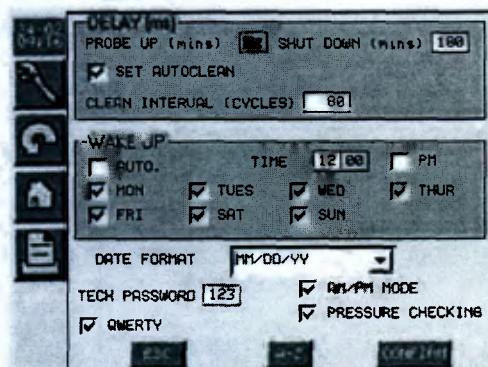 DELAY (ms)
PROBE UP (mins) SHUT DOWN (mins) 180
SET AUTOCLEAN
CLEAN INTERVAL (CYCLES) 80
WAKE UP
AUTO. TIME 12 00 PM
MON TUES WED THUR
FRI SAT SUN
DATE FORMAT MM/DD/YY
TECH PASSWORD 123 AM/PM MODE
QWERTY PRESSURE CHECKING
ESC A-Z CONFIRM